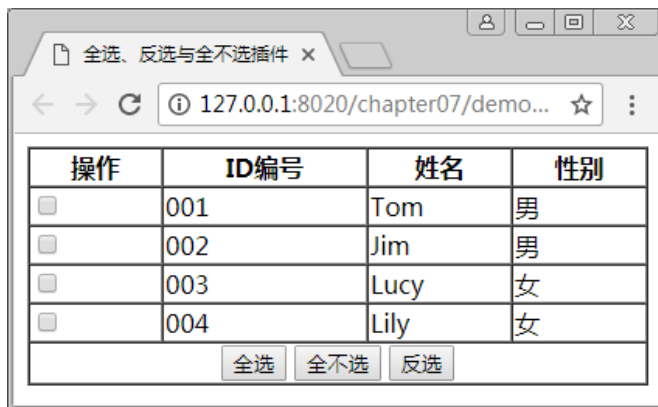 全选、反选与全不选插件
127.0.0.1:8020/chapter07/demo...
操作 ID编号 姓名 性别
001 Tom 男
002 Jim 男
003 Lucy 女
004 Lily 女
全选 全不选 反选